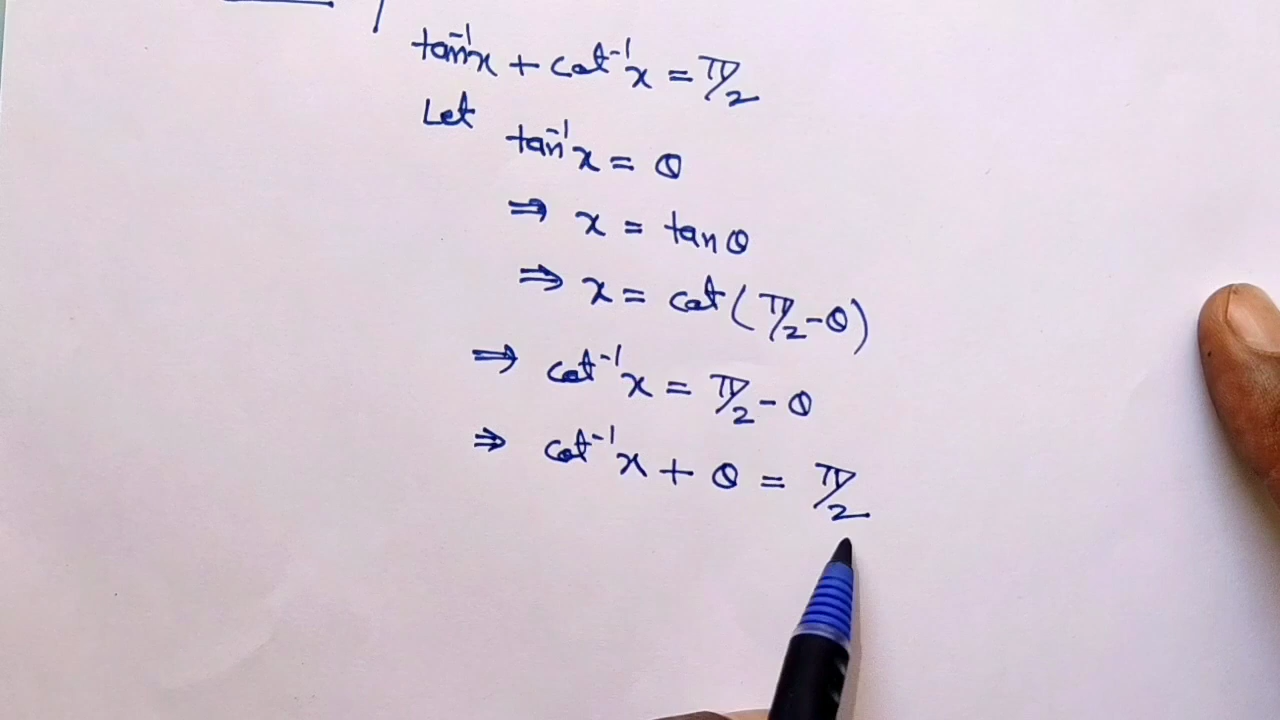 tan⁻¹x + cot⁻¹x = π/2
Let
tan⁻¹x = θ
⇒ x = tan θ
⇒ x = cot(π/2 - θ)
⇒ cot⁻¹x = π/2 - θ
⇒ cot⁻¹x + θ = π/2